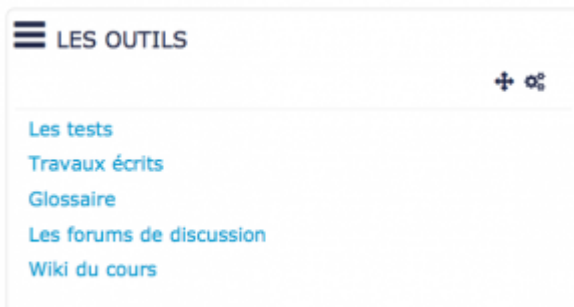 LES OUTILS
Les tests
Travaux écrits
Glossaire
Les forums de discussion
Wiki du cours